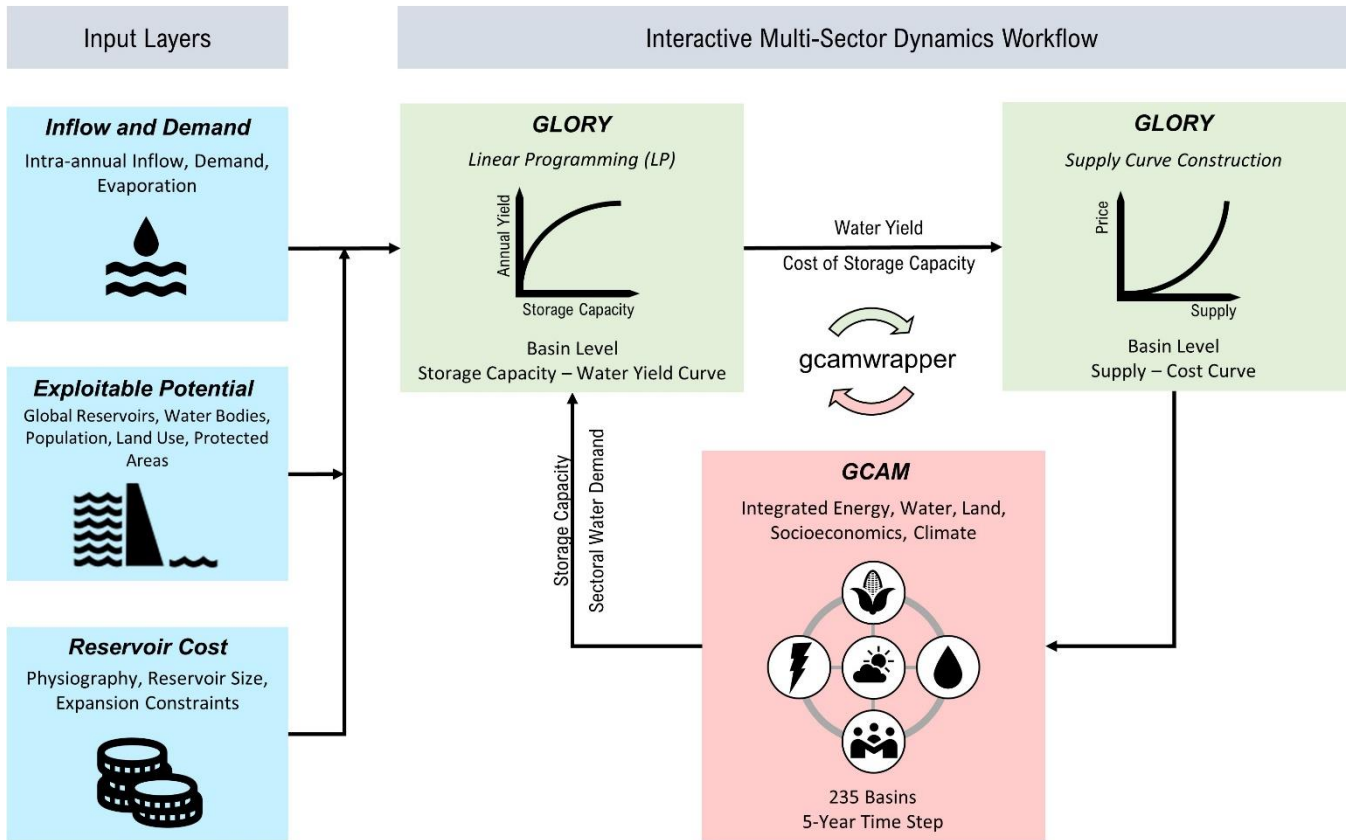 Input Layers
Interactive Multi-Sector Dynamics Workflow
Inflow and Demand
Intra-annual Inflow, Demand,
Evaporation
Exploitable Potential
Global Reservoirs, Water Bodies,
Population, Land Use, Protected
Areas
Reservoir Cost
Physiography, Reservoir Size,
Expansion Constraints
GLORY
Linear Programming (LP)
Annual Yield
Storage Capacity
Basin Level
Storage Capacity – Water Yield Curve
Water Yield
Cost of Storage Capacity
gcamwrapper
GLORY
Supply Curve Construction
Price
Supply
Basin Level
Supply – Cost Curve
Storage Capacity
Sectoral Water Demand
GCAM
Integrated Energy, Water, Land,
Socioeconomics, Climate
235 Basins
5-Year Time Step